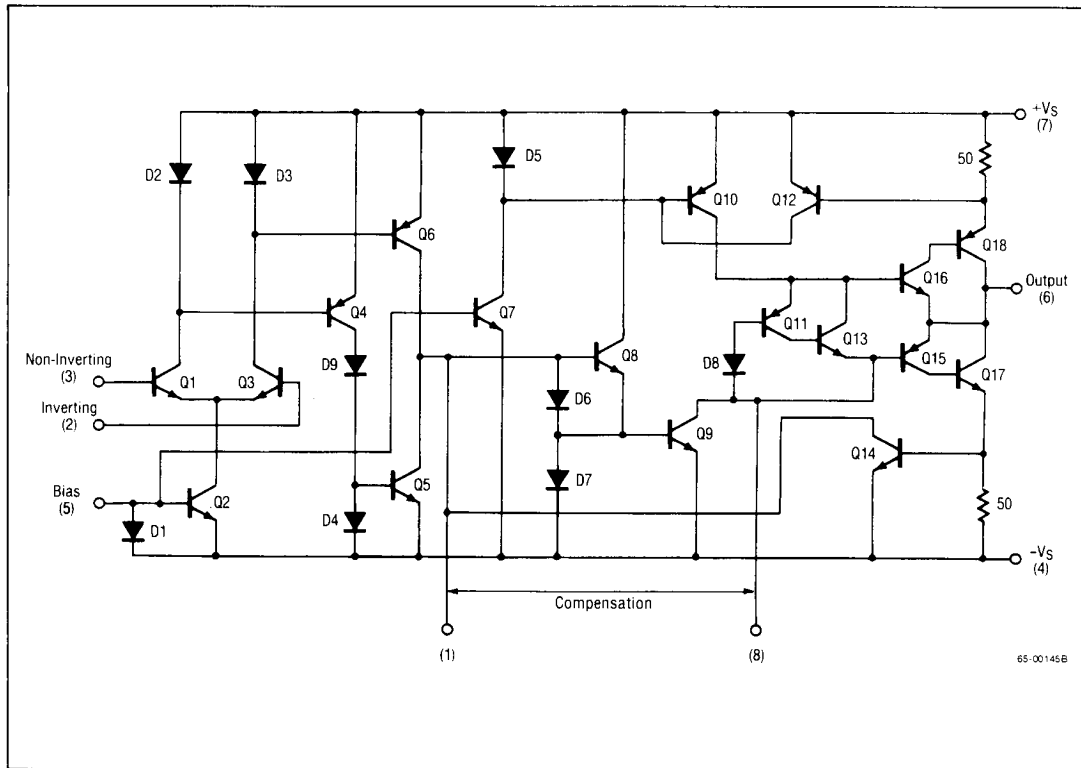 +VS
(7)
50
D2
D3
D5
Q10
Q12
Q6
Q18
Output
(6)
Q16
Q4
Q7
Q11
Q13
Non-Inverting
(3)
Q1
Q3
D9
Q8
D8
Q15
Q17
Inverting
(2)
D6
Q9
Q14
Bias
(5)
Q2
Q5
D7
50
D1
D4
-VS
(4)
Compensation
(1)
(8)
65-00145B